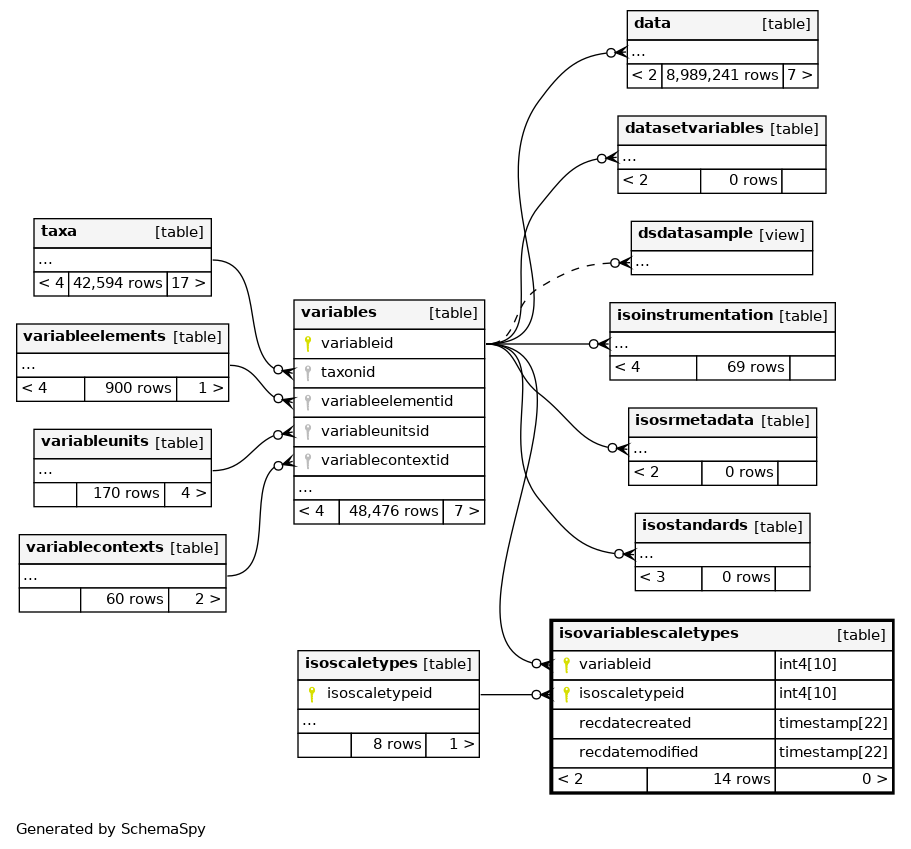 data [table]
...
< 2 8,989,241 rows 7 >
datasetvariables [table]
...
< 2 0 rows
dsdatasample [view]
...
taxa [table]
...
< 4 42,594 rows 17 >
variableelements [table]
...
< 4 900 rows 1 >
variableunits [table]
...
170 rows 4 >
variablecontexts [table]
...
60 rows 2 >
variables [table]
variableid
taxonid
variableelementid
variableunitsid
variablecontextid
...
< 4 48,476 rows 7 >
isoinstrumentation [table]
...
< 4 69 rows
isosrmetadata [table]
...
< 2 0 rows
isostandards [table]
...
< 3 0 rows
isoscaletypes [table]
isoscaletypeid
...
8 rows 1 >
isovariablescaletypes [table]
variableid int4[10]
isoscaletypeid int4[10]
recdatecreated timestamp[22]
recdatemodified timestamp[22]
< 2 14 rows 0 >
Generated by SchemaSpy